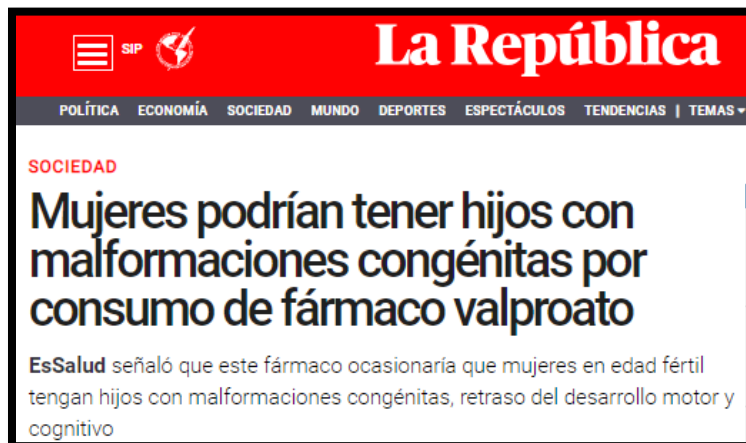 SIP
La República
POLÍTICA ECONOMÍA SOCIEDAD MUNDO DEPORTES ESPECTÁCULOS TENDENCIAS | TEMAS
SOCIEDAD
Mujeres podrían tener hijos con
malformaciones congénitas por
consumo de fármaco valproato
EsSalud señaló que este fármaco ocasionaría que mujeres en edad fértil
tengan hijos con malformaciones congénitas, retraso del desarrollo motor y
cognitivo